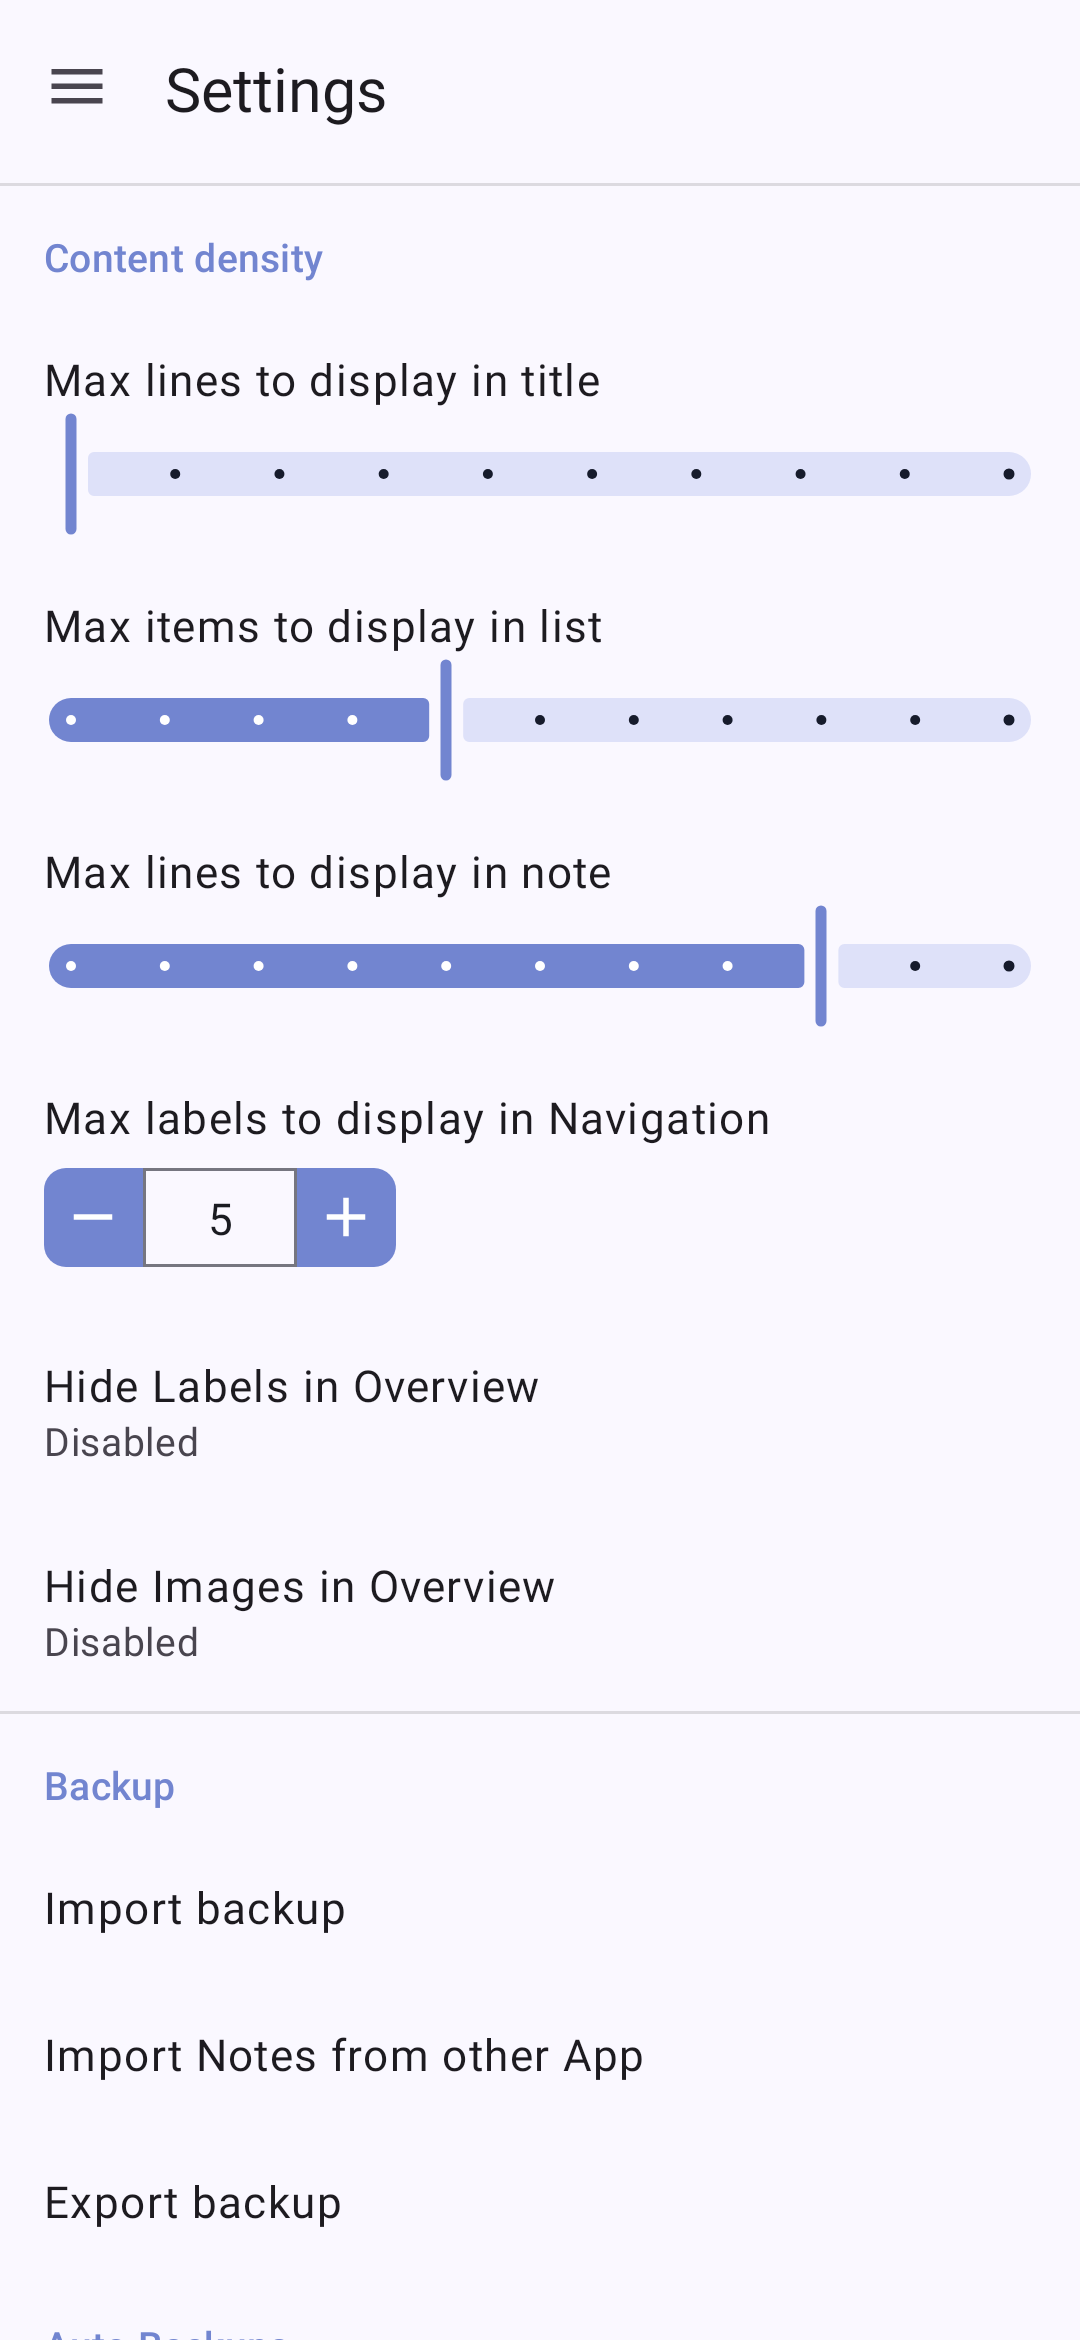 Settings
Content density
Max lines to display in title
Max items to display in list
Max lines to display in note
Max labels to display in Navigation
5
Hide Labels in Overview
Disabled
Hide Images in Overview
Disabled
Backup
Import backup
Import Notes from other App
Export backup
Auto Backups